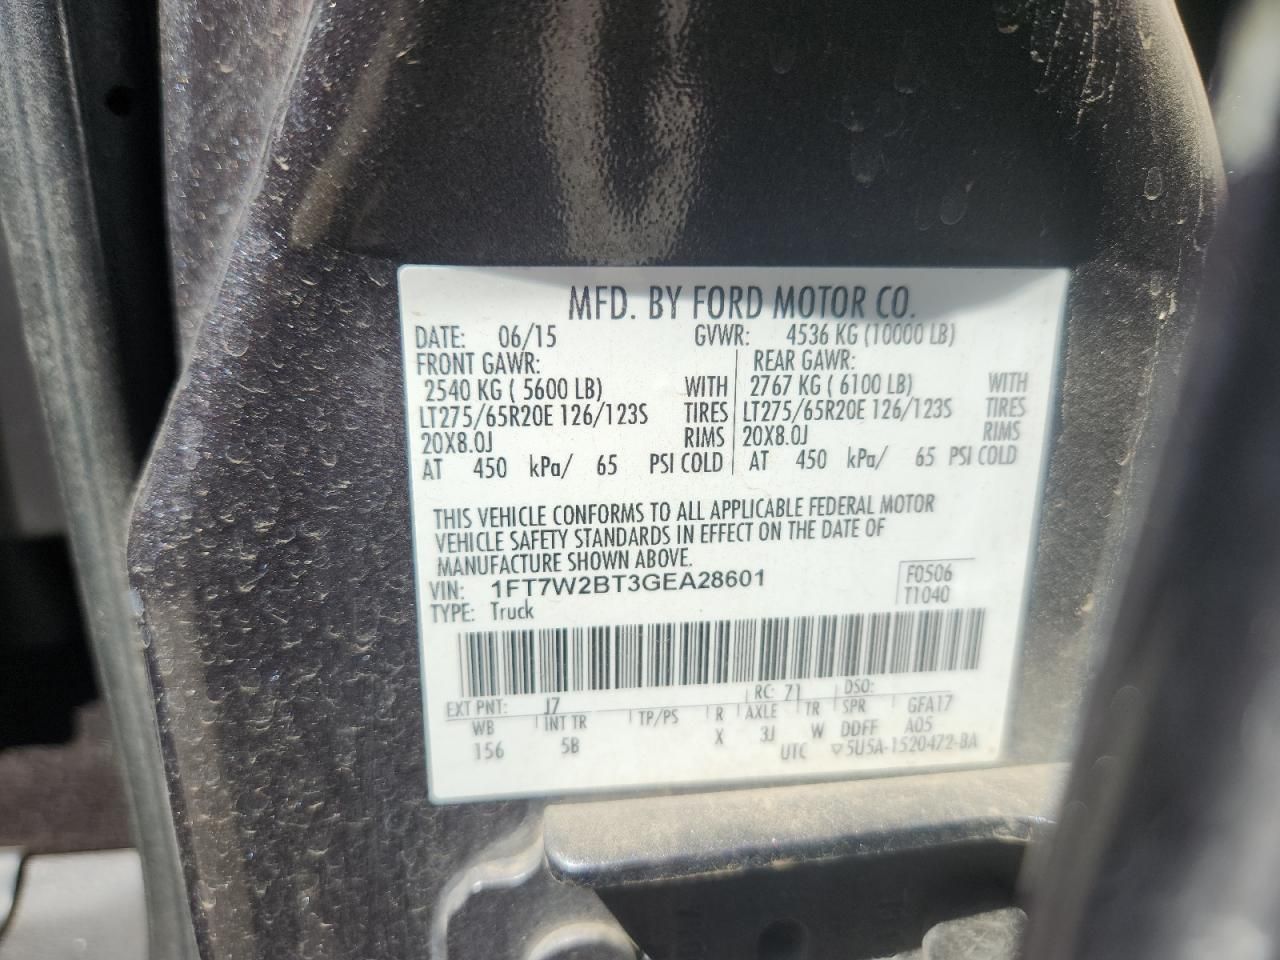 MFD. BY FORD MOTOR CO.
DATE: 06/15 GVWR: 4536 KG (10000 LB)
FRONT GAWR: REAR GAWR:
2540 KG ( 5600 LB) WITH 2767 KG ( 6100 LB) WITH
LT275/65R20E 126/123S TIRES LT275/65R20E 126/123S TIRES
20X8.0J RIMS 20X8.0J RIMS
AT 450 kPa/ 65 PSI COLD AT 450 kPa/ 65 PSI COLD
THIS VEHICLE CONFORMS TO ALL APPLICABLE FEDERAL MOTOR
VEHICLE SAFETY STANDARDS IN EFFECT ON THE DATE OF
MANUFACTURE SHOWN ABOVE.
VIN: 1FT7W2BT3GEA28601 F0506
TYPE: Truck T1040
EXT PNT: J7 RC: 71 DSO:
WB INT TR TP/PS R AXLE TR SPR GFA17
156 5B X 3J W DDFF A05
UTC ▽5U5A-1520472-BA